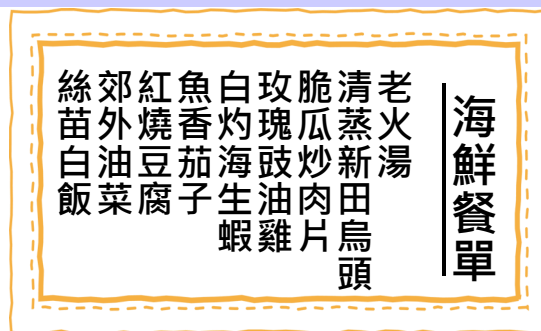 海鮮餐單
老火湯
清蒸新田烏頭
脆瓜炒肉片
玫瑰豉油雞
白灼海生蝦
魚香茄子
紅燒豆腐
郊外油菜
絲苗白飯